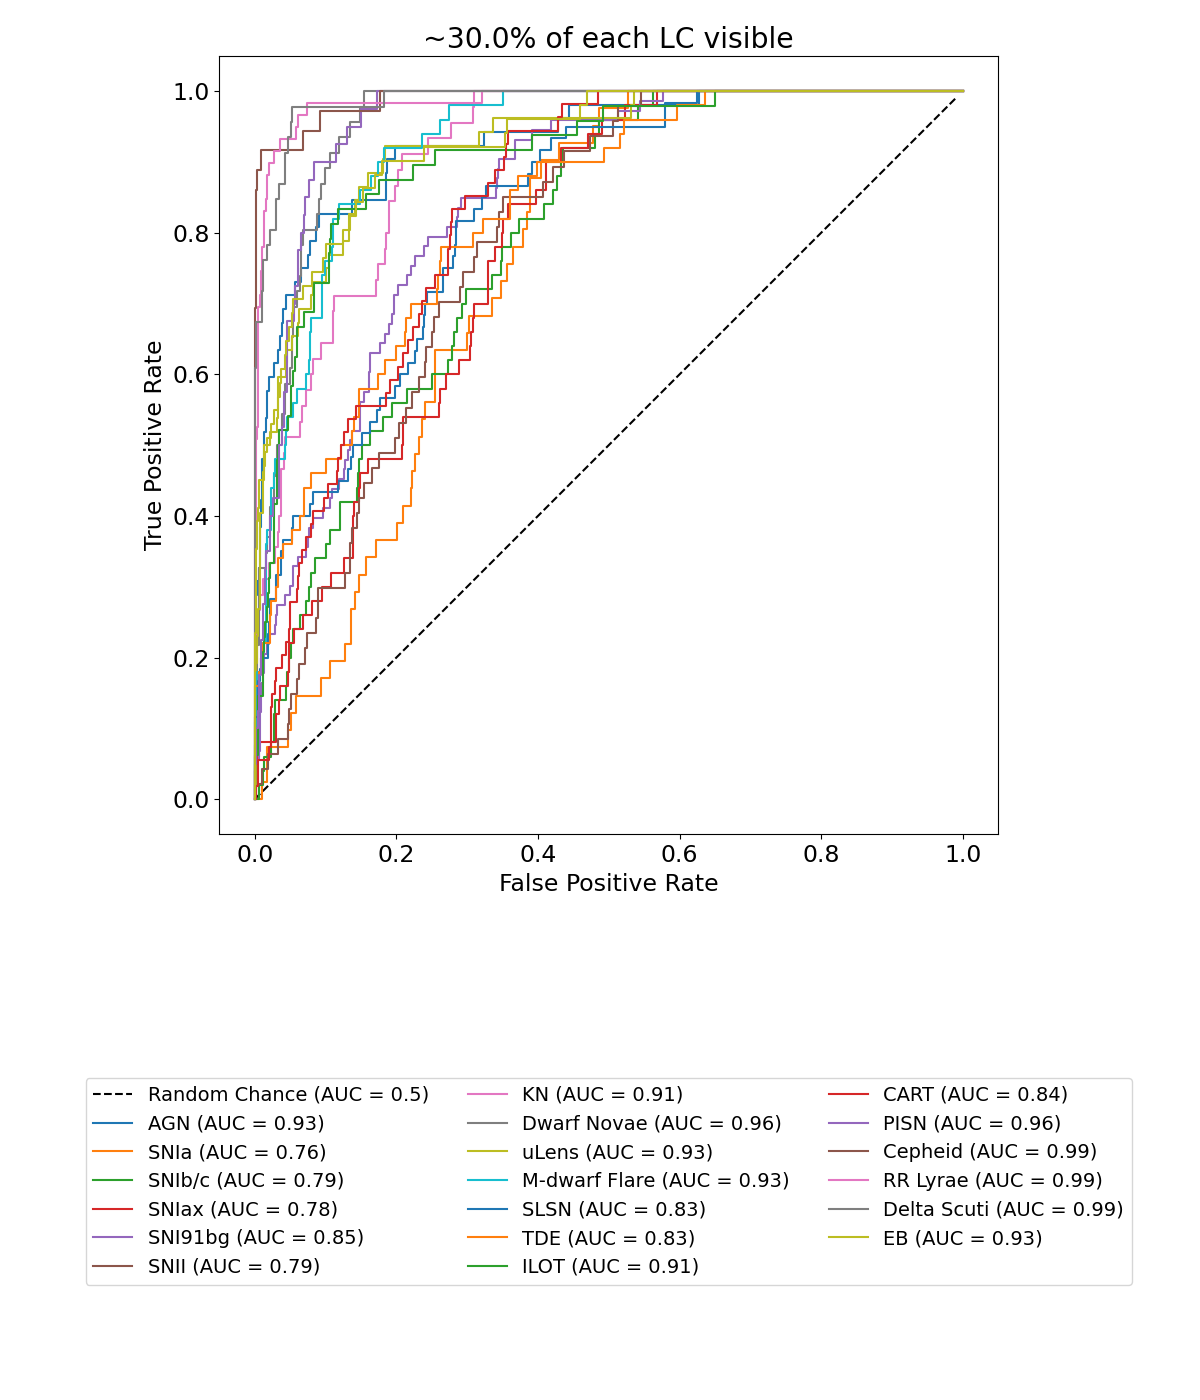 ~30.0% of each LC visible
True Positive Rate
1.0
0.8
0.6
0.4
0.2
0.0
0.0 0.2 0.4 0.6 0.8 1.0
False Positive Rate
Random Chance (AUC = 0.5)
AGN (AUC = 0.93)
SNIa (AUC = 0.76)
SNIb/c (AUC = 0.79)
SNIax (AUC = 0.78)
SNI91bg (AUC = 0.85)
SNII (AUC = 0.79)
KN (AUC = 0.91)
Dwarf Novae (AUC = 0.96)
uLens (AUC = 0.93)
M-dwarf Flare (AUC = 0.93)
SLSN (AUC = 0.83)
TDE (AUC = 0.83)
ILOT (AUC = 0.91)
CART (AUC = 0.84)
PISN (AUC = 0.96)
Cepheid (AUC = 0.99)
RR Lyrae (AUC = 0.99)
Delta Scuti (AUC = 0.99)
EB (AUC = 0.93)